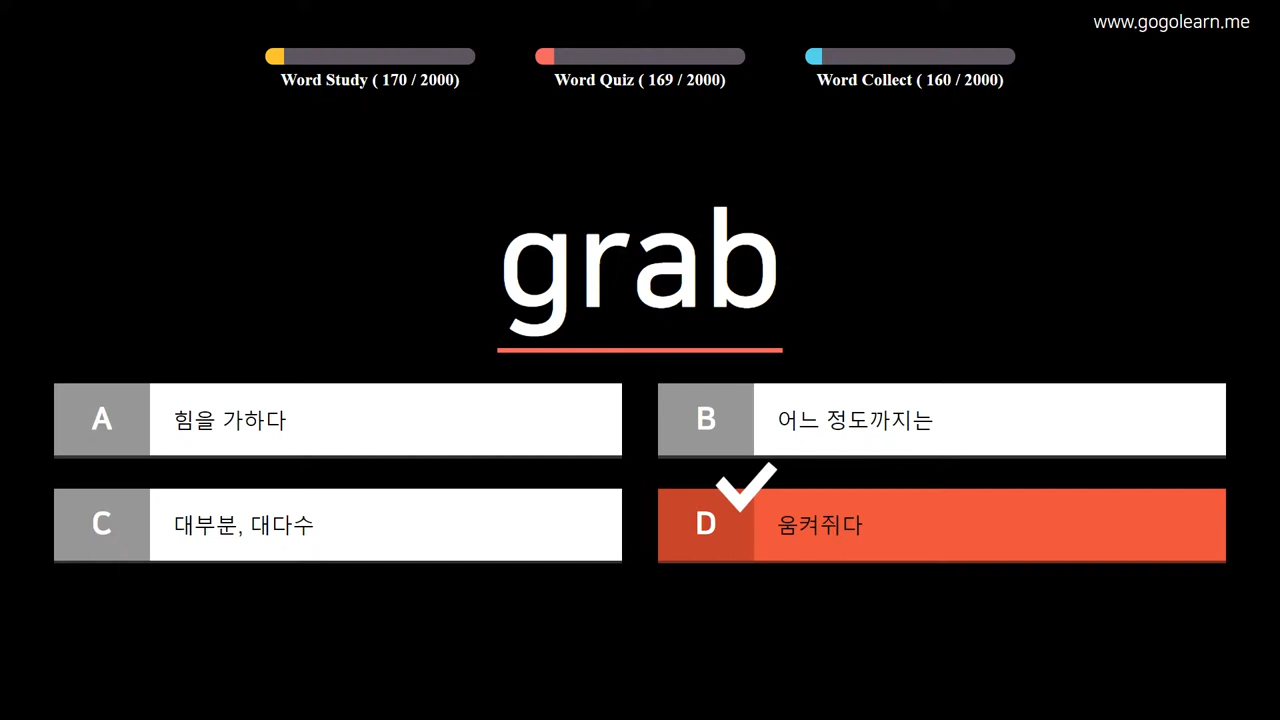 www.gogolearn.me
Word Study ( 170 / 2000)
Word Quiz ( 169 / 2000)
Word Collect ( 160 / 2000)
grab
A 힘을 가하다
B 어느 정도까지는
C 대부분, 대다수
D 움켜쥐다